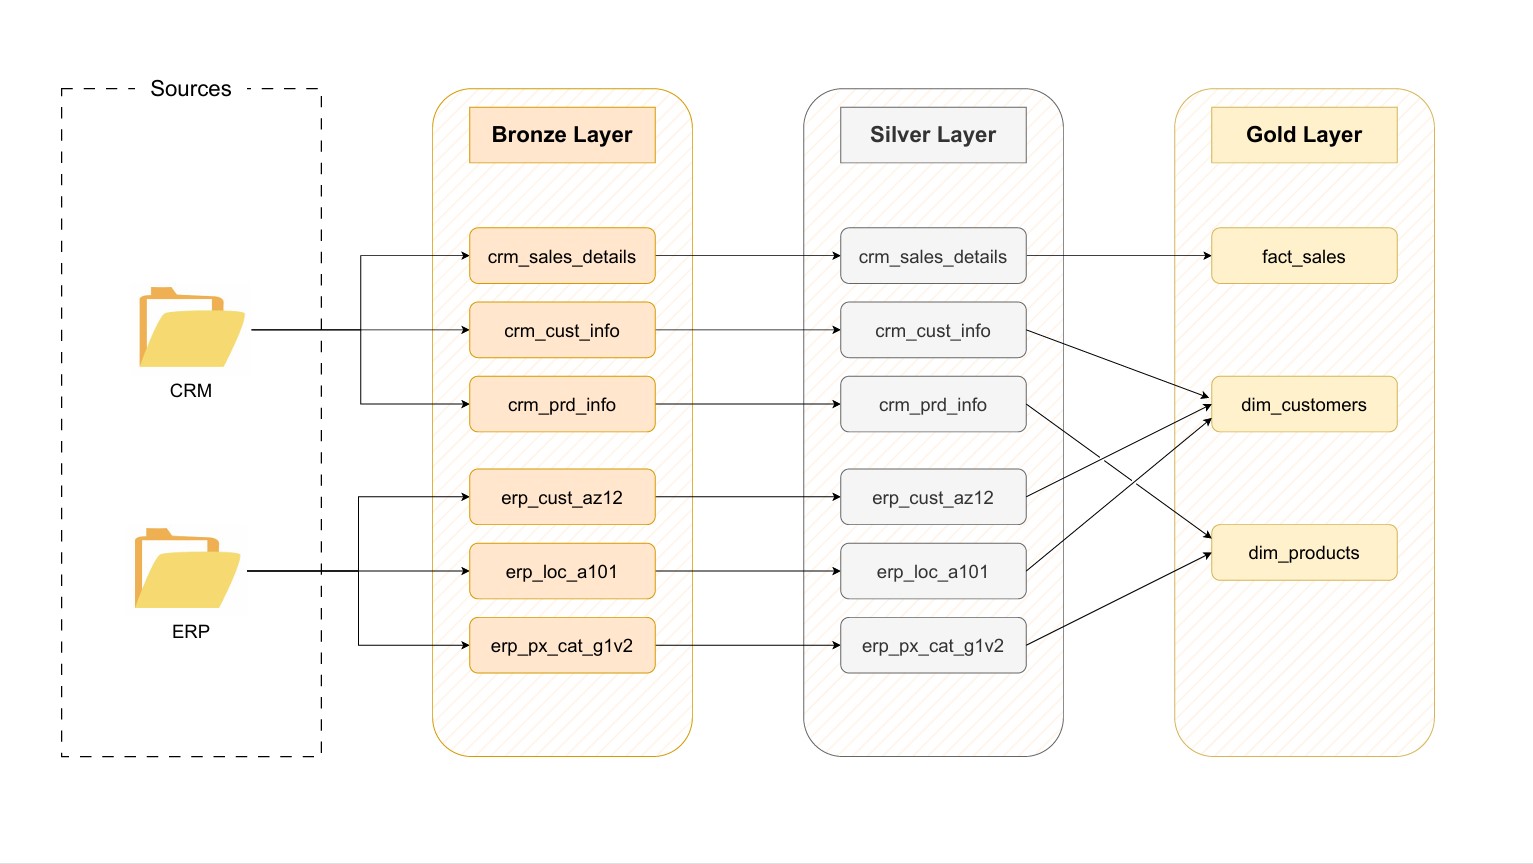 Sources
CRM
ERP
Bronze Layer
crm_sales_details
crm_cust_info
crm_prd_info
erp_cust_az12
erp_loc_a101
erp_px_cat_g1v2
Silver Layer
crm_sales_details
crm_cust_info
crm_prd_info
erp_cust_az12
erp_loc_a101
erp_px_cat_g1v2
Gold Layer
fact_sales
dim_customers
dim_products